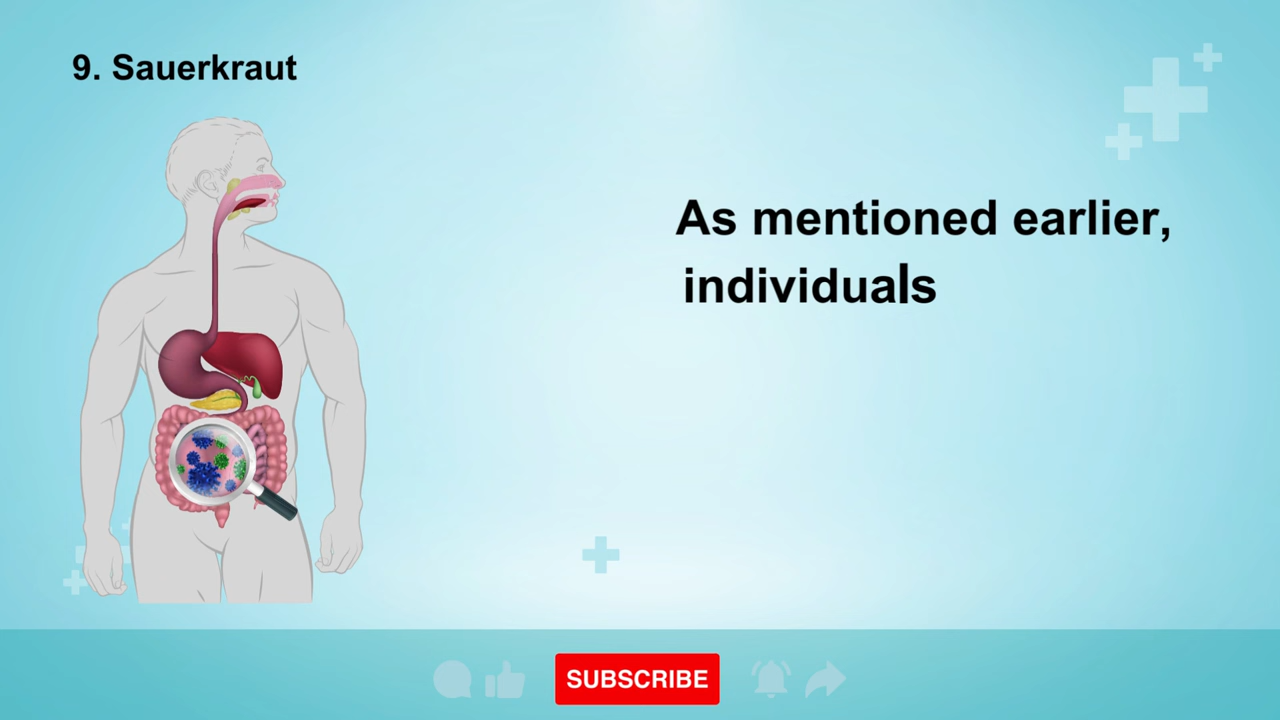 9. Sauerkraut
As mentioned earlier,
individuals
SUBSCRIBE